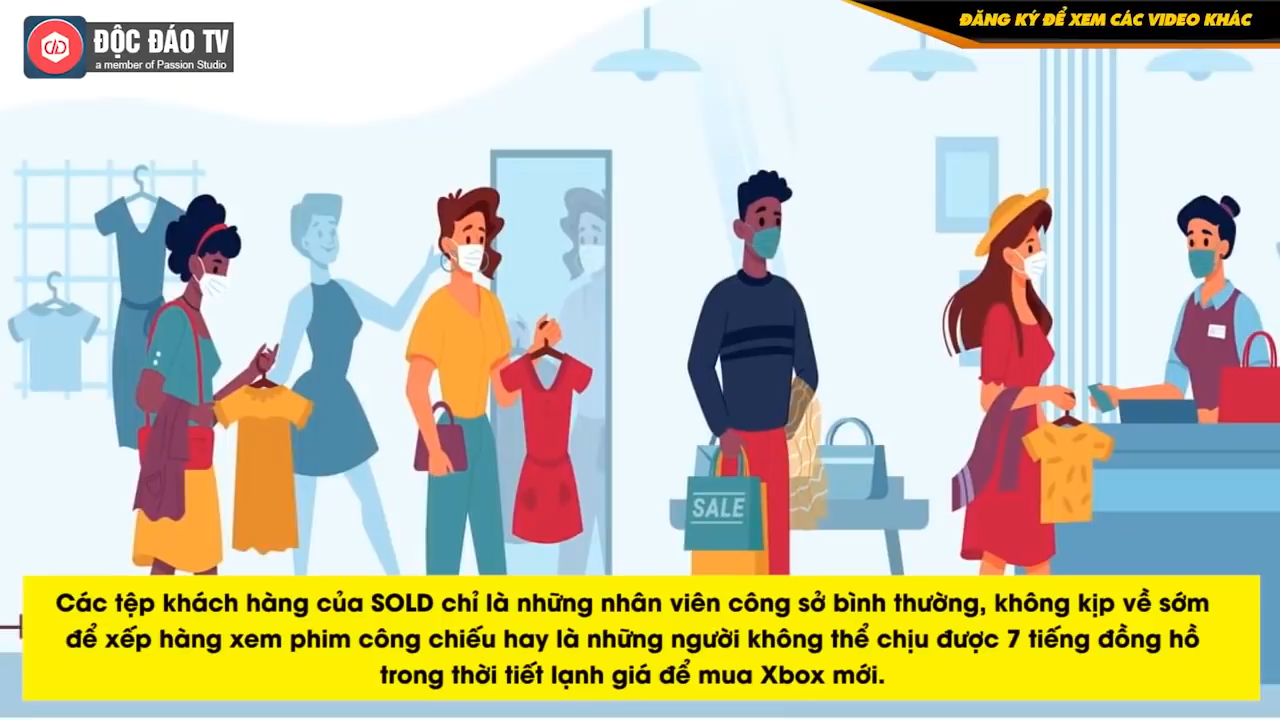 ĐỘC ĐÁO TV
a member of Passion Studio
ĐĂNG KÝ ĐỂ XEM CÁC VIDEO KHÁC
SALE
Các tệp khách hàng của SOLD chỉ là những nhân viên công sở bình thường, không kịp về sớm
để xếp hàng xem phim công chiếu hay là những người không thể chịu được 7 tiếng đồng hồ
trong thời tiết lạnh giá để mua Xbox mới.